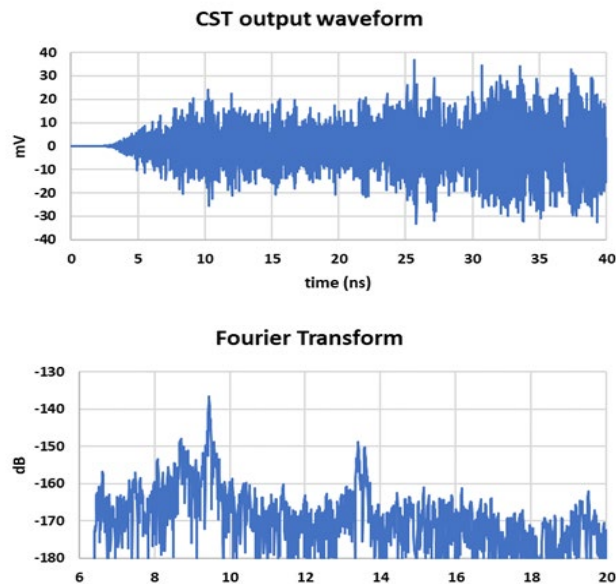 CST output waveform
40
30
20
10
0
-10
-20
-30
-40
mV
0 5 10 15 20 25 30 35 40
time (ns)
Fourier Transform
-130
-140
-150
-160
-170
-180
dB
6 8 10 12 14 16 18 20